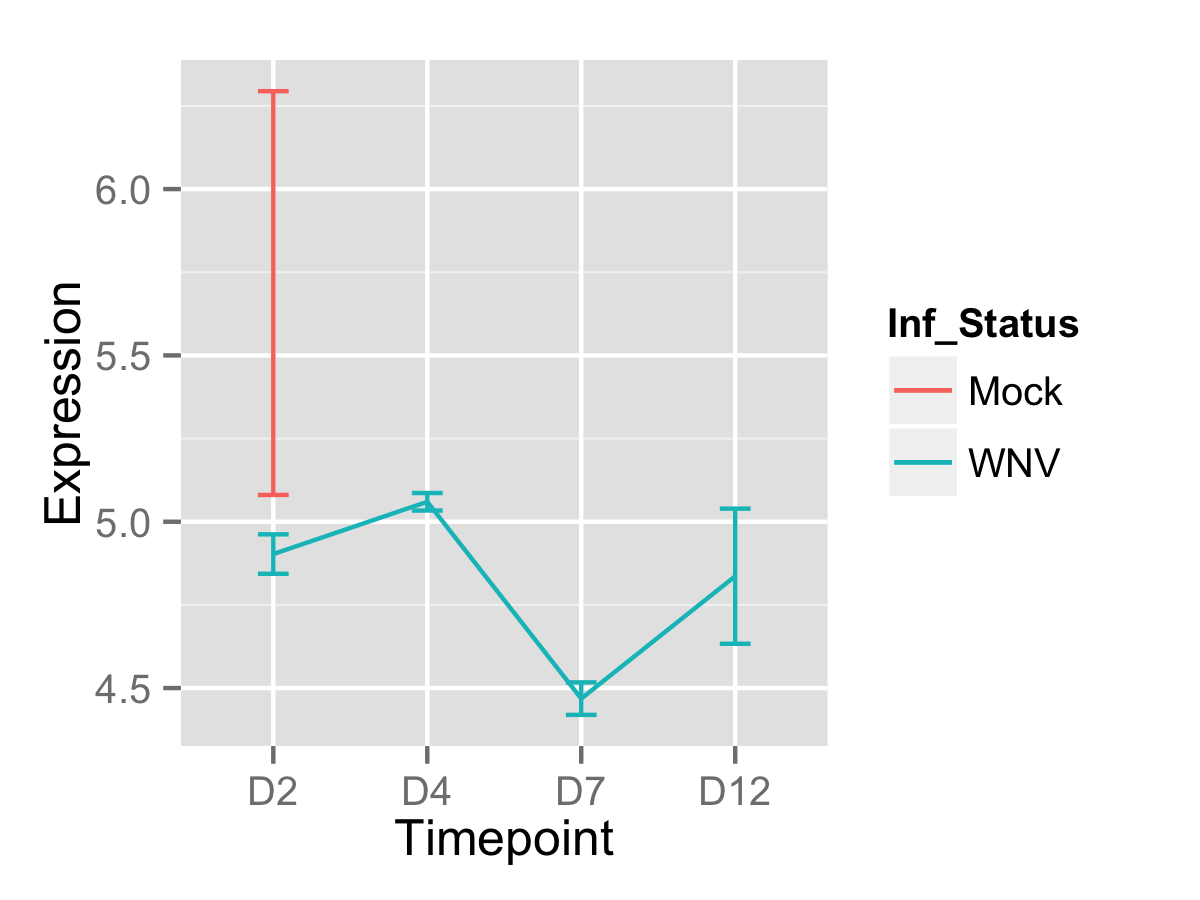 Expression
6.0
5.5
5.0
4.5
D2 D4 D7 D12
Timepoint
Inf_Status
Mock
WNV